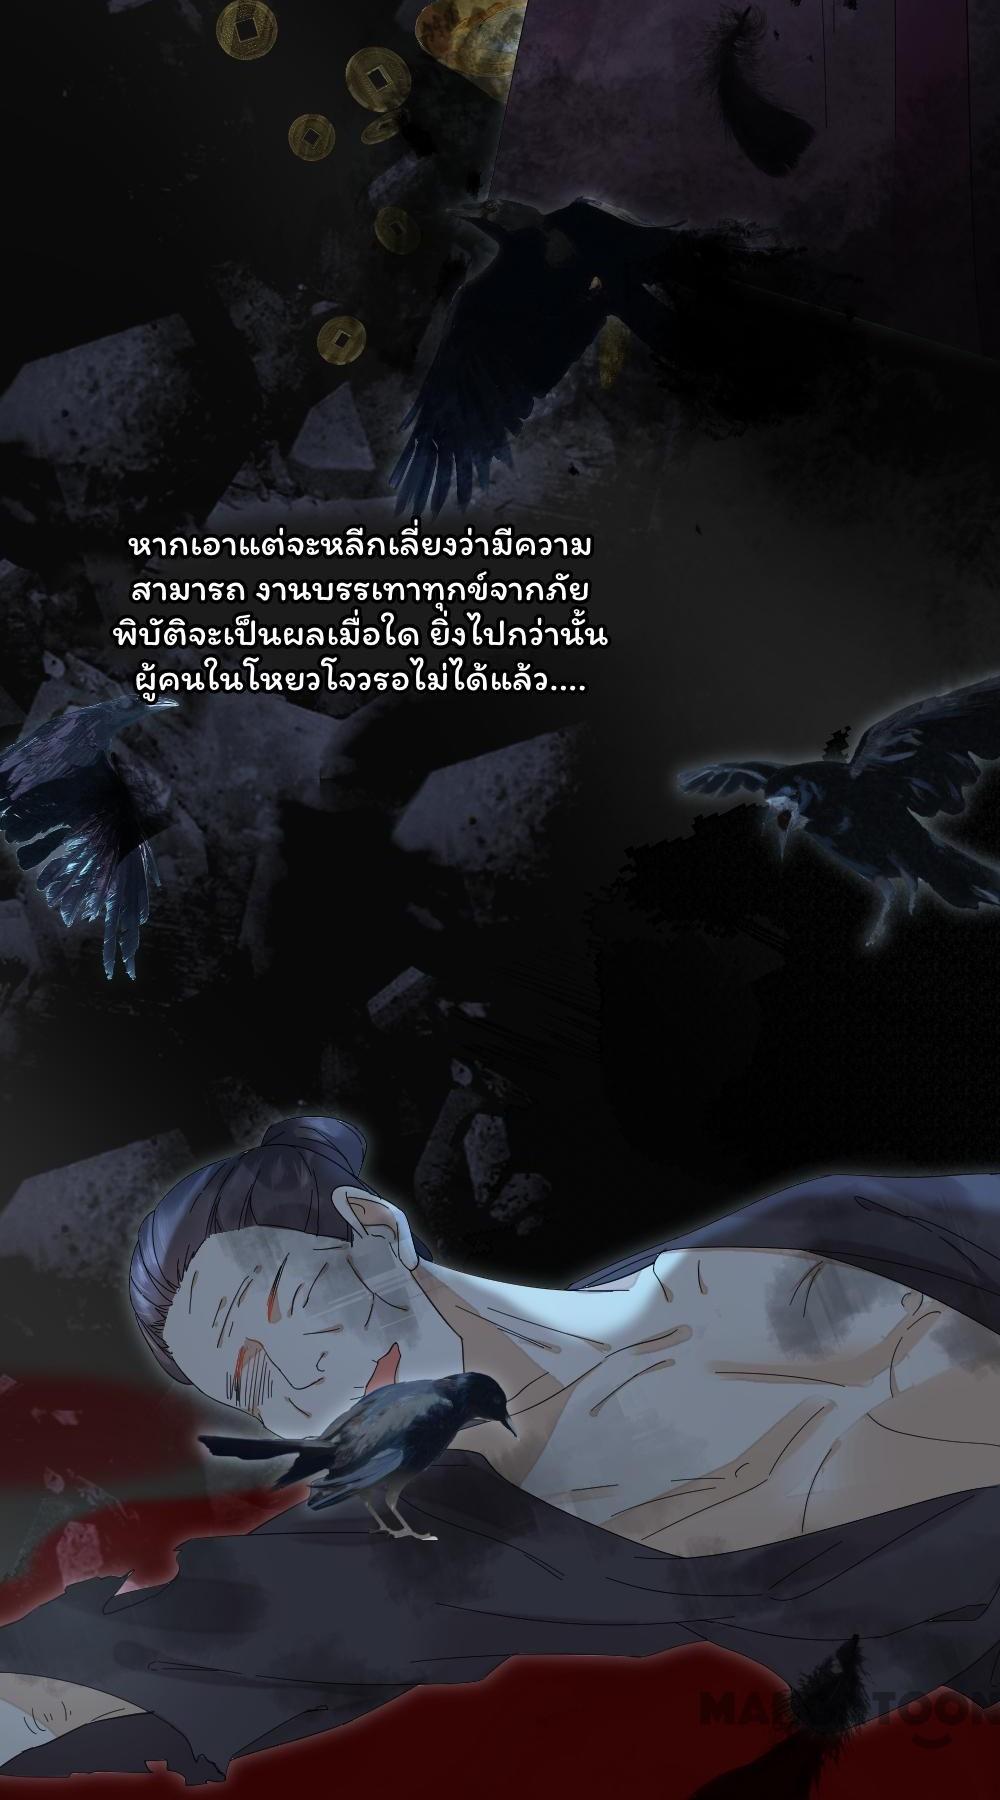 หากเอาแต่จะหลีกเลี่ยงว่ามีความ
สามารถ งานบรรเทาทุกข์จากภัย
พิบัติจะเป็นผลเมื่อใด ยิ่งไปกว่านั้น
ผู้คนในโหยวโจวรอไม่ได้แล้ว....
MANGATOON